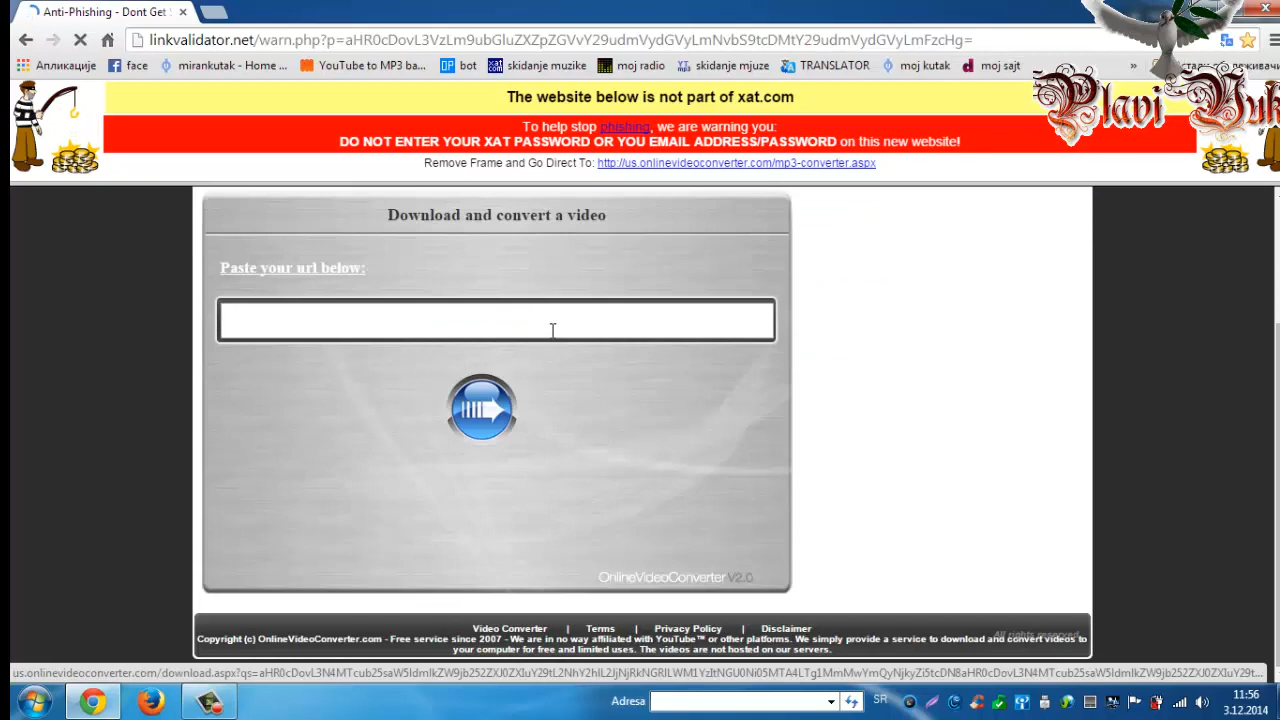 Anti-Phishing - Dont Get S
linkvalidator.net/warn.php?p=aHR0cDovL3VzLm9ubGluZXZpZGVvY29udmVydGVyLmNvbS9tcDMtY29udmVydGVyLmFzcHg=
Апликације
face
mirankutak - Home ...
YouTube to MP3 ba...
bot
skidanje muzike
moj radio
skidanje mjuze
TRANSLATOR
moj kutak
moj sajt
»
Plavi Vuk
The website below is not part of xat.com
To help stop phishing, we are warning you:
DO NOT ENTER YOUR XAT PASSWORD OR YOU EMAIL ADDRESS/PASSWORD on this new website!
Remove Frame and Go Direct To: http://us.onlinevideoconverter.com/mp3-converter.aspx
Download and convert a video
Paste your url below:
OnlineVideoConverter V2.0
Video Converter | Terms | Privacy Policy | Disclaimer
All rights reserved
Copyright (c) OnlineVideoConverter.com - Free service since 2007 - We are in no way affiliated with YouTube™ or other platforms. We simply provide a service to download and convert videos to
your computer for free and limited uses. The videos are not hosted on our servers.
Adresa
SR
11:56
3.12.2014